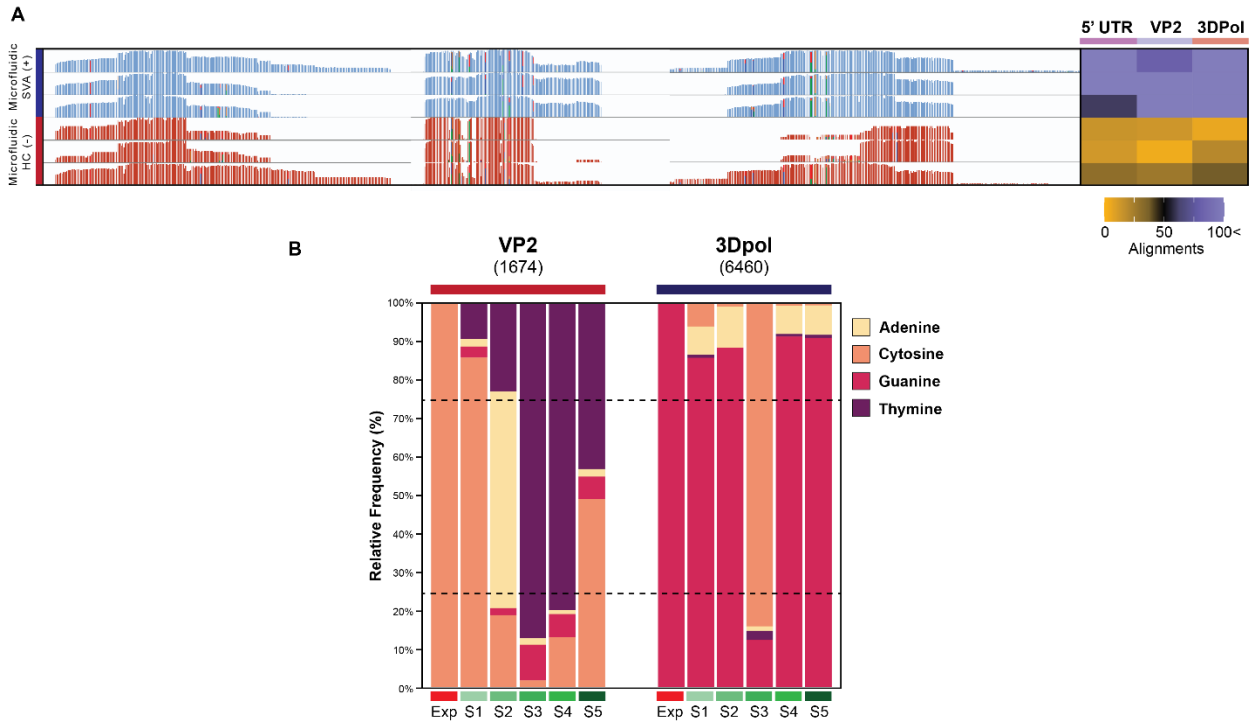 A
5' UTR VP2 3DPol
Microfluidic
SVA (+)
Microfluidic
HC (-)
0 50 100<
Alignments
B
VP2
(1674)
3Dpol
(6460)
Relative Frequency (%)
100%
90%
80%
70%
60%
50%
40%
30%
20%
10%
0%
Adenine
Cytosine
Guanine
Thymine
Exp S1 S2 S3 S4 S5
Exp S1 S2 S3 S4 S5